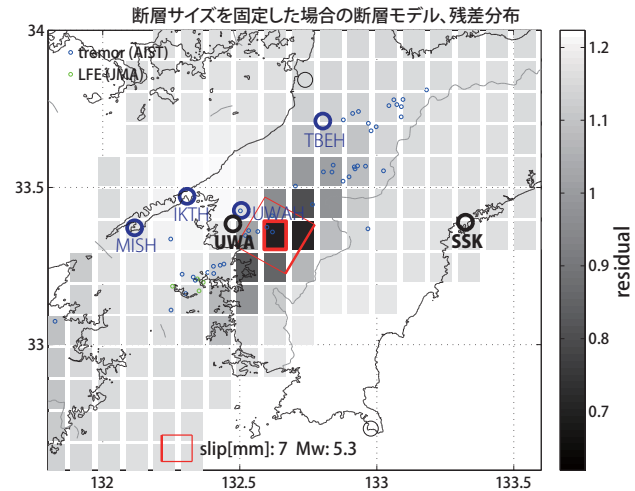 断層サイズを固定した場合の断層モデル、残差分布
34
tremor (AIST)
LFE (JMA)
TBEH
33.5
IKTH
UWAH
MISH
UWA
SSK
33
slip[mm]: 7 Mw: 5.3
132
132.5
133
133.5
1.2
1.1
1
0.9
0.8
0.7
residual